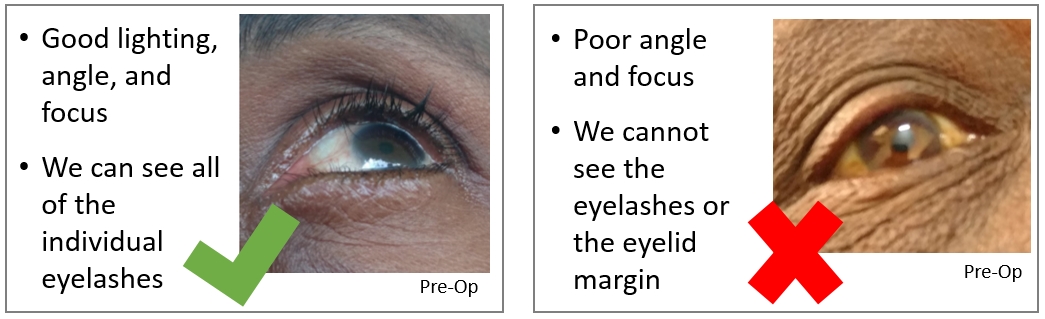 • Good lighting,
angle, and
focus
• We can see all
of the
individual
eyelashes
Pre-Op
• Poor angle
and focus
• We cannot
see the
eyelashes or
the eyelid
margin
Pre-Op